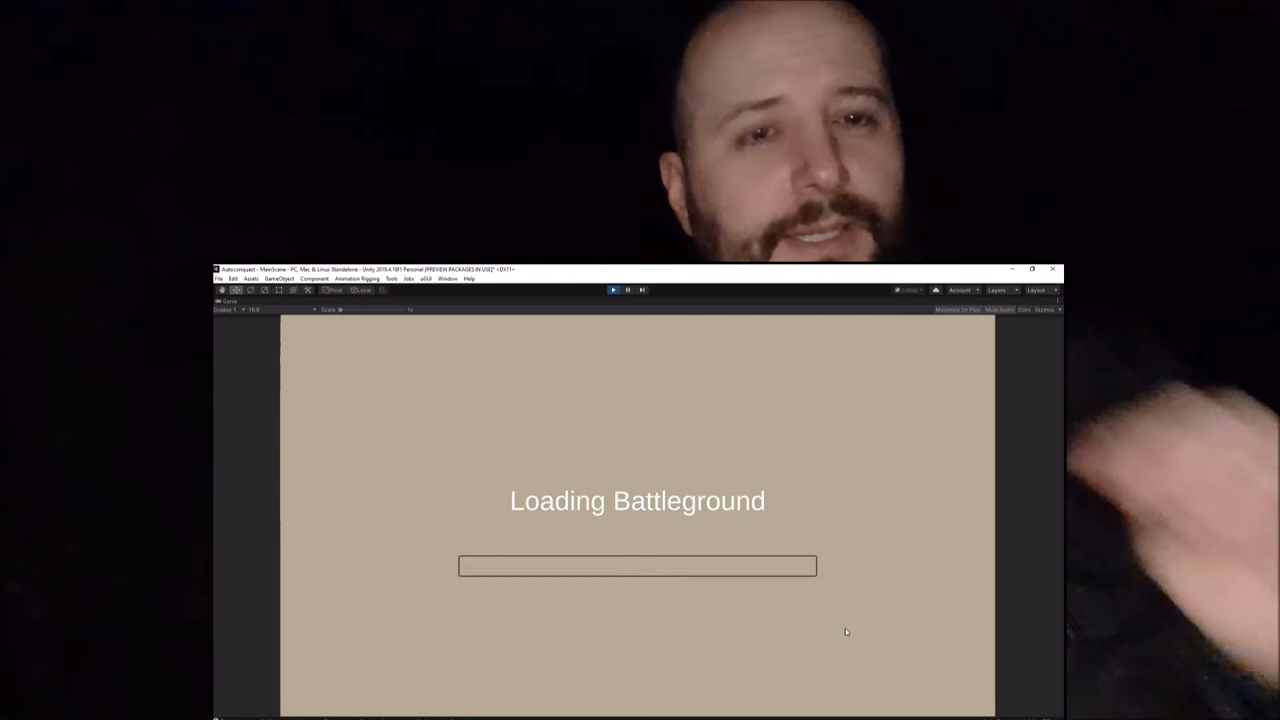 Autoconquest - MainScene - PC, Mac & Linux Standalone - Unity 2019.4.16f1 Personal [PREVIEW PACKAGES IN USE]* <DX11>
File Edit Assets GameObject Component Animation Rigging Tools Jobs uGUI Window Help
Pivot Local Collab Account Layers Layout
Game
Display 1 16:9 Scale 1x Maximize On Play Mute Audio Stats Gizmos
Loading Battleground